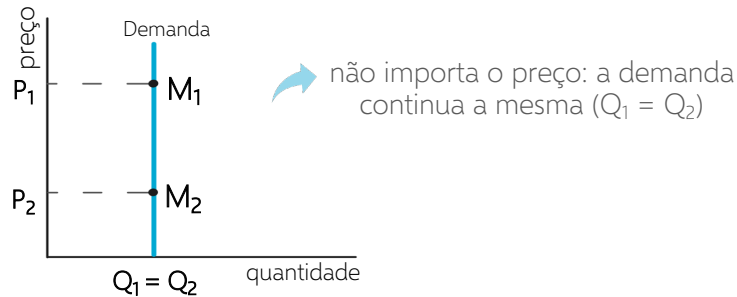 preço
Demanda
P₁
M₁
não importa o preço: a demanda
continua a mesma (Q₁ = Q₂)
P₂
M₂
Q₁ = Q₂
quantidade